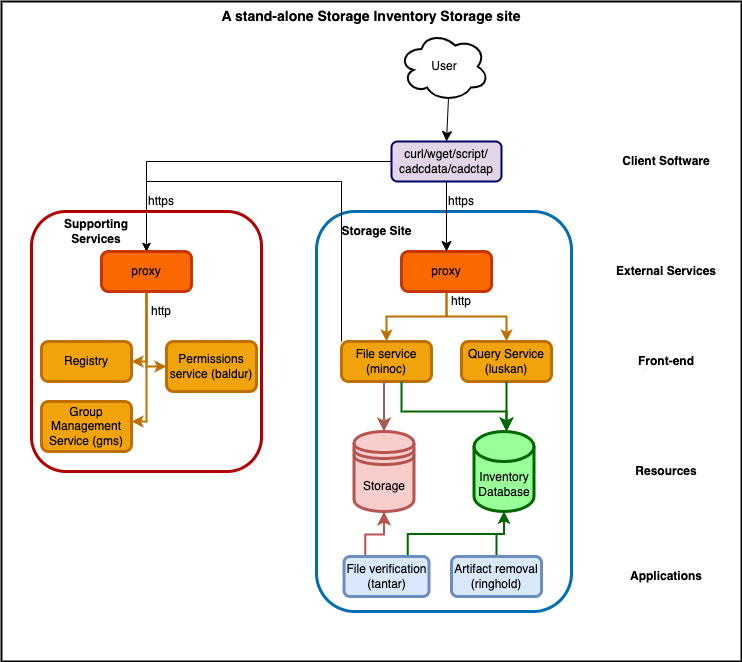 A stand-alone Storage Inventory Storage site
User
curl/wget/script/
cadcdata/cadctap
Client Software
https
https
Supporting
Services
Storage Site
proxy
proxy
External Services
http
http
Registry
Permissions
service (baldur)
File service
(minoc)
Query Service
(luskan)
Front-end
Group
Management
Service (gms)
Storage
Inventory
Database
Resources
File verification
(tantar)
Artifact removal
(ringhold)
Applications